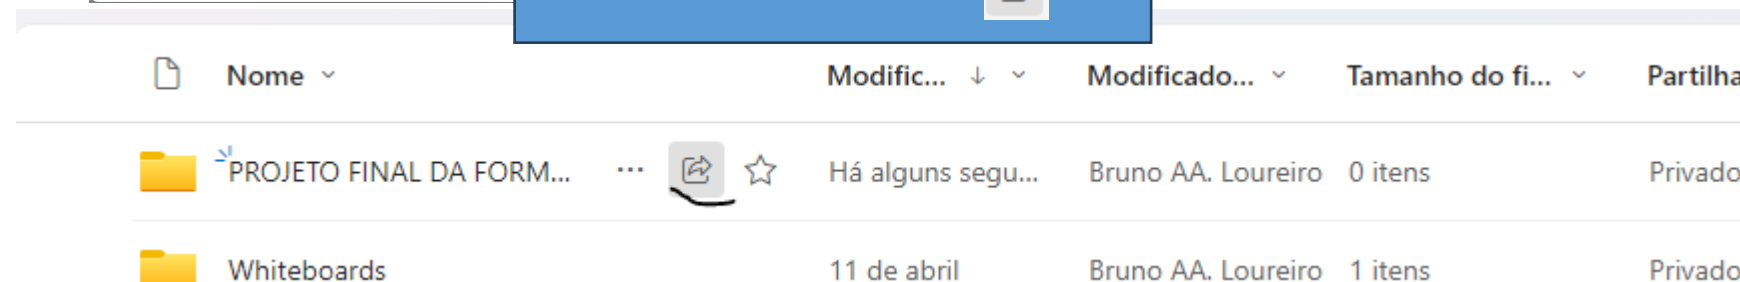 Nome Modific... Modificado... Tamanho do fi... Partilha
PROJETO FINAL DA FORM... ... Há alguns segu... Bruno AA. Loureiro 0 itens Privado
Whiteboards 11 de abril Bruno AA. Loureiro 1 itens Privado